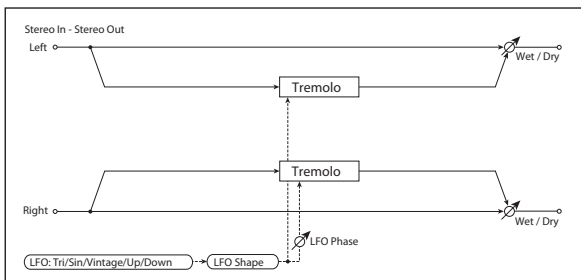 Stereo In - Stereo Out
Left
Wet / Dry
Tremolo
Tremolo
Right
Wet / Dry
LFO Phase
LFO: Tri/Sin/Vintage/Up/Down
LFO Shape